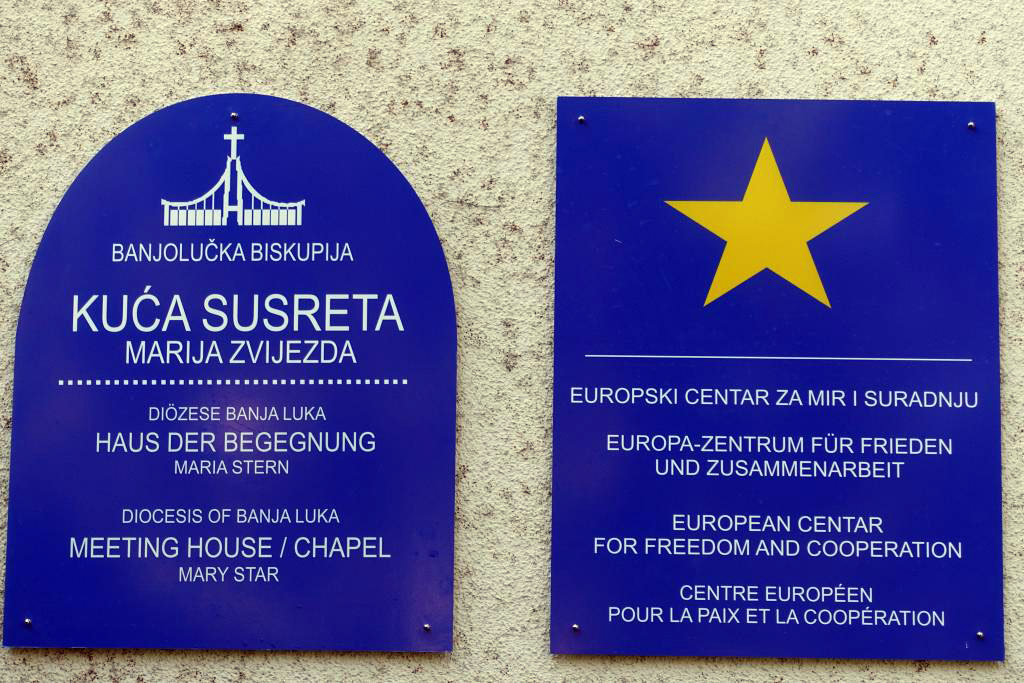 BANJOLUČKA BISKUPIJA
KUĆA SUSRETA
MARIJA ZVIJEZDA
DIÖZESE BANJA LUKA
HAUS DER BEGEGNUNG
MARIA STERN
DIOCESIS OF BANJA LUKA
MEETING HOUSE / CHAPEL
MARY STAR
EUROPSKI CENTAR ZA MIR I SURADNJU
EUROPA-ZENTRUM FÜR FRIEDEN
UND ZUSAMMENARBEIT
EUROPEAN CENTAR
FOR FREEDOM AND COOPERATION
CENTRE EUROPÉEN
POUR LA PAIX ET LA COOPÉRATION